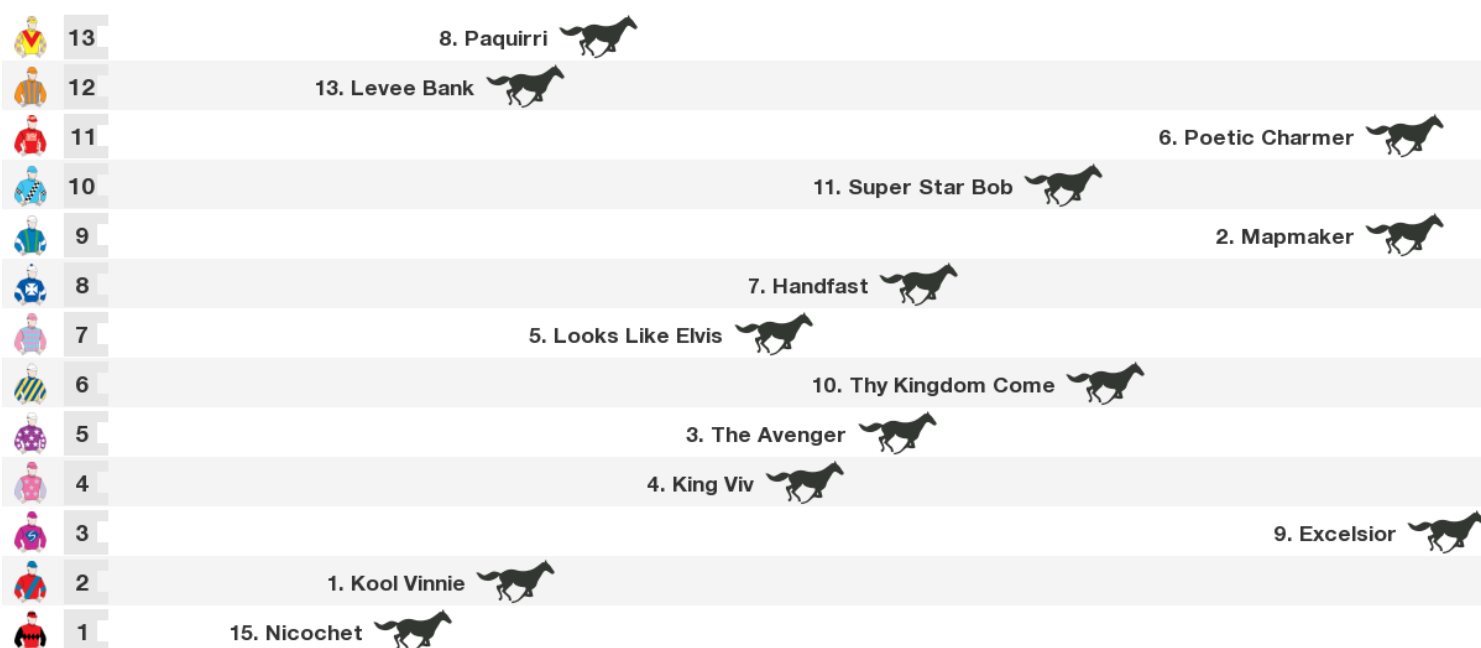 13 8. Paquirri
12 13. Levee Bank
11 6. Poetic Charmer
10 11. Super Star Bob
9 2. Mapmaker
8 7. Handfast
7 5. Looks Like Elvis
6 10. Thy Kingdom Come
5 3. The Avenger
4 4. King Viv
3 9. Excelsior
2 1. Kool Vinnie
1 15. Nicochet